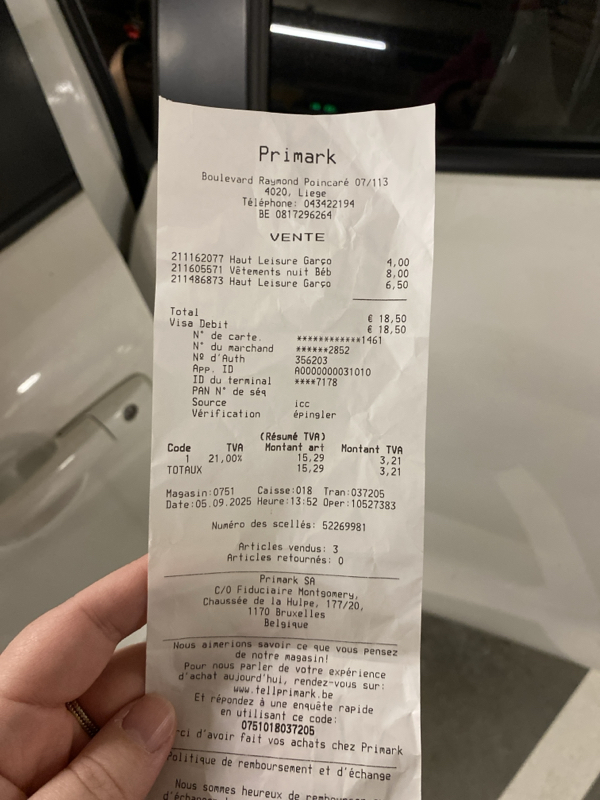 Primark
Boulevard Raymond Poincaré 07/113
4020, Liege
Téléphone: 043422194
BE 0817296264
VENTE
211162077 Haut Leisure Garço 4,00
211605571 Vêtements nuit Béb 8,00
211486873 Haut Leisure Garço 6,50
Total € 18,50
Visa Debit € 18,50
N° de carte. ************1461
N° du marchand ******2852
Nº d'Auth 356203
App. ID A0000000031010
ID du terminal ****7178
PAN N° de séq
Source icc
Vérification épingler
(Résumé TVA)
Code TVA Montant art Montant TVA
1 21,00% 15,29 3,21
TOTAUX 15,29 3,21
Magasin:0751 Caisse:018 Tran:037205
Date:05.09.2025 Heure:13:52 Oper:10527383
Numéro des scellés: 52269981
Articles vendus: 3
Articles retournés: 0
Primark SA
C/O Fiduciaire Montgomery,
Chaussée de la Hulpe, 177/20,
1170 Bruxelles
Belgique
Nous aimerions savoir ce que vous pensez
de notre magasin!
Pour nous parler de votre expérience
d'achat aujourd'hui, rendez-vous sur:
www.tellprimark.be
Et répondez à une enquête rapide
en utilisant ce code:
0751018037205
rci d'avoir fait vos achats chez Primark
Politique de remboursement et d'échange
Nous sommes heureux de